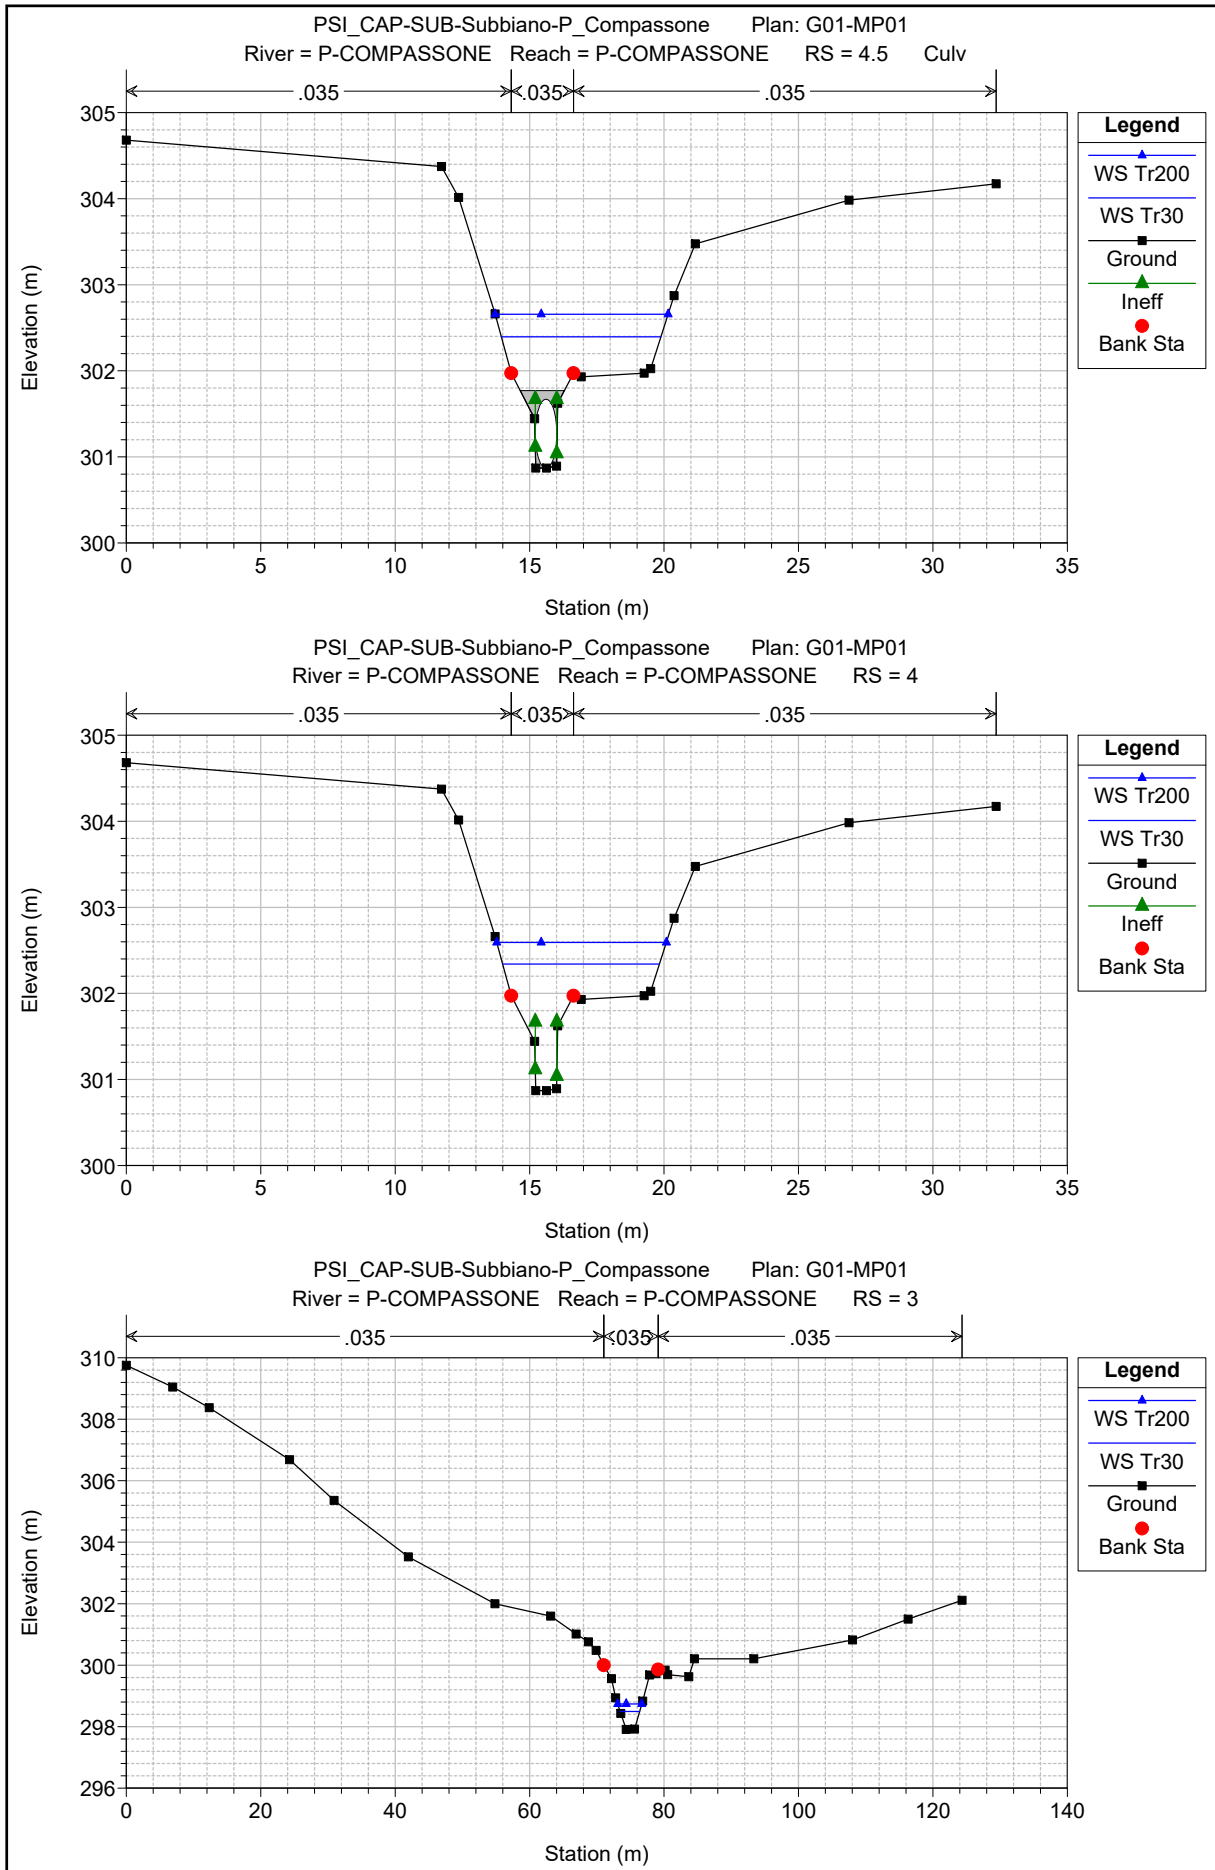 PSI_CAP-SUB-Subbiano-P_Compassone Plan: G01-MP01
River = P-COMPASSONE Reach = P-COMPASSONE RS = 4.5 Culv
.035 .035 .035
305
304
303
302
301
300
0 5 10 15 20 25 30 35
Elevation (m)
Station (m)
Legend
WS Tr200
WS Tr30
Ground
Ineff
Bank Sta
PSI_CAP-SUB-Subbiano-P_Compassone Plan: G01-MP01
River = P-COMPASSONE Reach = P-COMPASSONE RS = 4
.035 .035 .035
305
304
303
302
301
300
0 5 10 15 20 25 30 35
Elevation (m)
Station (m)
Legend
WS Tr200
WS Tr30
Ground
Ineff
Bank Sta
PSI_CAP-SUB-Subbiano-P_Compassone Plan: G01-MP01
River = P-COMPASSONE Reach = P-COMPASSONE RS = 3
.035 .035 .035
310
308
306
304
302
300
298
296
0 20 40 60 80 100 120 140
Elevation (m)
Station (m)
Legend
WS Tr200
WS Tr30
Ground
Bank Sta